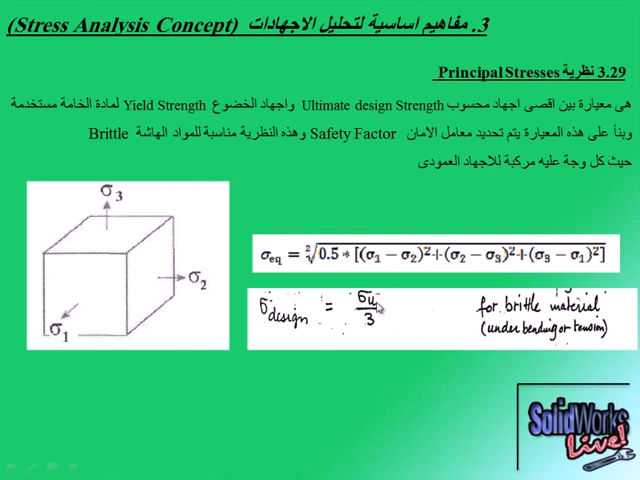 3. مفاهيم اساسية لتحليل الاجهادات (Stress Analysis Concept)
3.29 نظرية Principal Stresses
هى معيارة بين اقصى اجهاد محسوب Ultimate design Strength واجهاد الخضوع Yield Strength لمادة الخامة مستخدمة
وبنأ على هذه المعيارة يتم تحديد معامل الامان Safety Factor وهذه النظرية مناسبة للمواد الهاشة Brittle
حيث كل وجة عليه مركبة للاجهاد العمودى
σ3
σ2
σ1
σeq = ²√0.5 * [(σ1 − σ2)²+(σ2 − σ3)²+(σ3 − σ1)²]
σdesign = σu/3 for brittle material
(under bending or tension)
SolidWorks
Live!